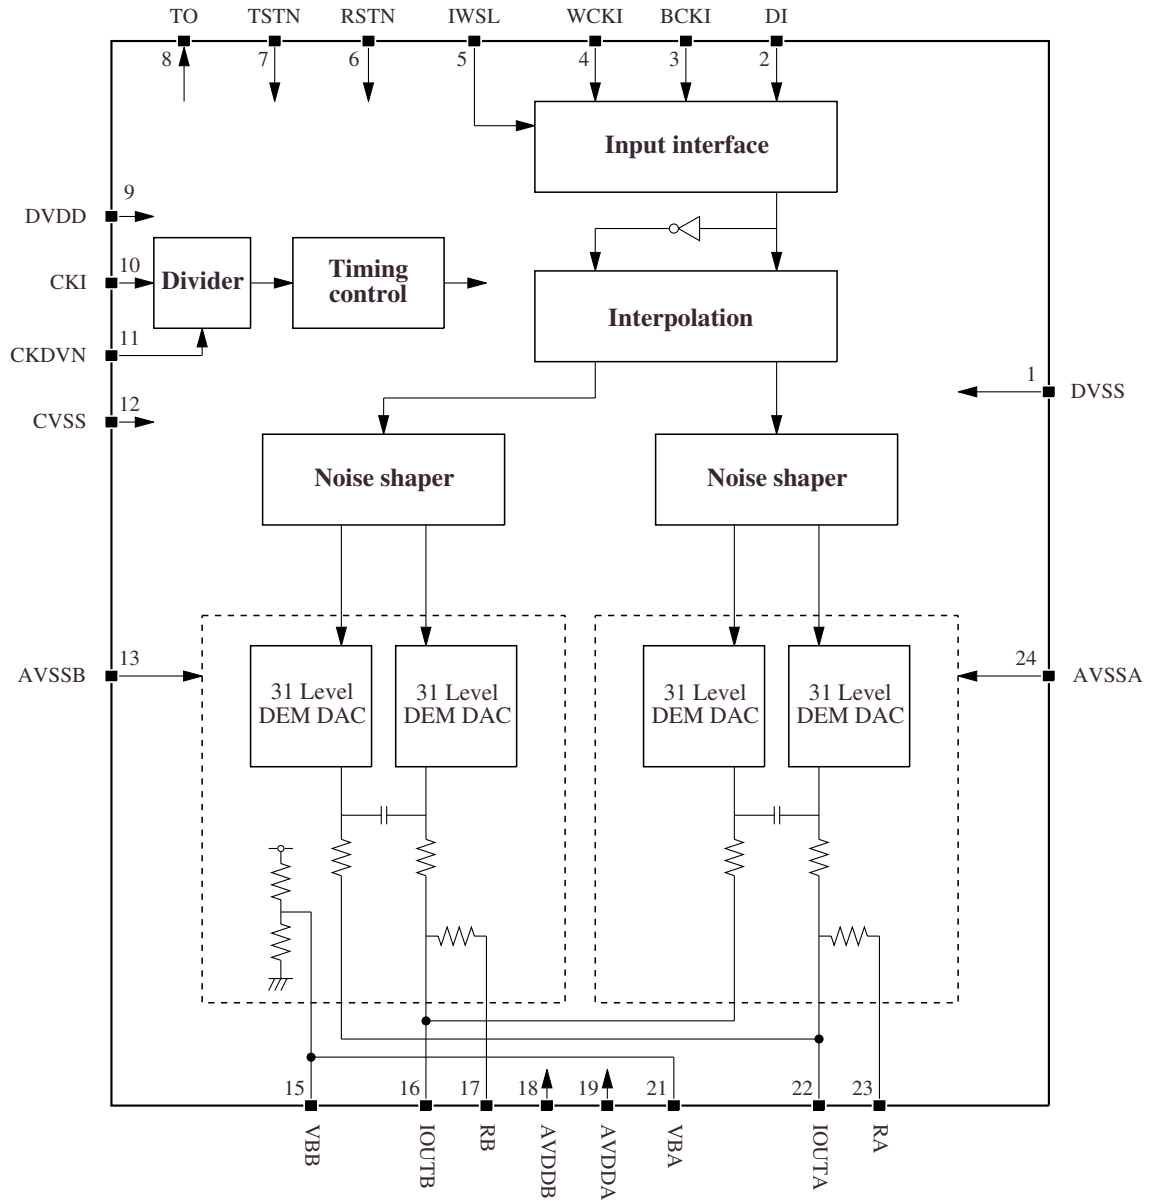 TO TSTN RSTN IWSL WCKI BCKI DI
8 7 6 5 4 3 2
Input interface
9
DVDD
10
CKI
Divider
Timing
control
Interpolation
11
CKDVN
12
CVSS
1
DVSS
Noise shaper
Noise shaper
13
AVSSB
24
AVSSA
31 Level
DEM DAC
31 Level
DEM DAC
31 Level
DEM DAC
31 Level
DEM DAC
15 16 17 18 19 21 22 23
VBB
IOUTB
RB
AVDDB
AVDDA
VBA
IOUTA
RA